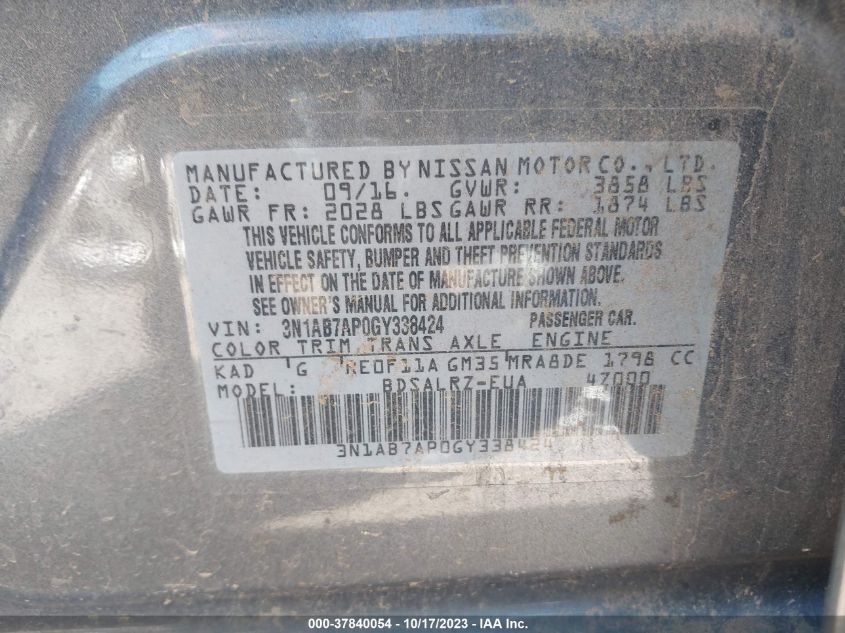 MANUFACTURED BY NISSAN MOTOR CO., LTD.
DATE: 09/16. GVWR: 3858 LBS
GAWR FR: 2028 LBS GAWR RR: 1874 LBS
THIS VEHICLE CONFORMS TO ALL APPLICABLE FEDERAL MOTOR
VEHICLE SAFETY, BUMPER AND THEFT PREVENTION STANDARDS
IN EFFECT ON THE DATE OF MANUFACTURE SHOWN ABOVE.
SEE OWNER'S MANUAL FOR ADDITIONAL INFORMATION.
VIN: 3N1AB7AP0GY338424 PASSENGER CAR.
COLOR TRIM TRANS AXLE ENGINE
KAD G RE0F11A GM35 MRA8DE 1798 CC
MODEL: BDSALRZ-EUA 4Z000
3N1AB7AP0GY338424
000-37840054 - 10/17/2023 - IAA Inc.